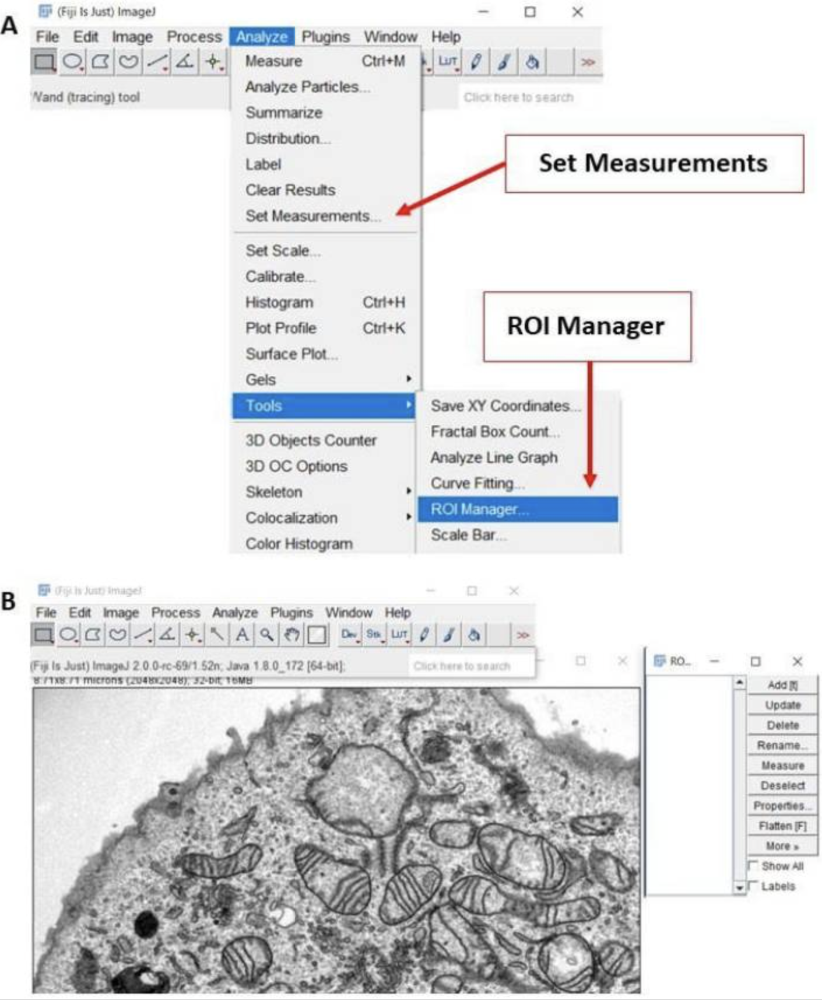 A
(Fiji Is Just) ImageJ
File Edit Image Process Analyze Plugins Window Help
LUT
Wand (tracing) tool
Click here to search
Measure Ctrl+M
Analyze Particles...
Summarize
Distribution...
Label
Clear Results
Set Measurements...
Set Measurements
Set Scale...
Calibrate...
Histogram Ctrl+H
Plot Profile Ctrl+K
Surface Plot...
Gels
Tools
3D Objects Counter
3D OC Options
Skeleton
Colocalization
Color Histogram
ROI Manager
Save XY Coordinates...
Fractal Box Count...
Analyze Line Graph
Curve Fitting...
ROI Manager...
Scale Bar...
B
(Fiji Is Just) ImageJ
File Edit Image Process Analyze Plugins Window Help
A Dev Stk LUT
(Fiji Is Just) ImageJ 2.0.0-rc-69/1.52n; Java 1.8.0_172 [64-bit];
Click here to search
8.71x8.71 microns (2048x2048); 32-bit; 16MB
RO...
Add [t]
Update
Delete
Rename...
Measure
Deselect
Properties...
Flatten [F]
More »
Show All
Labels